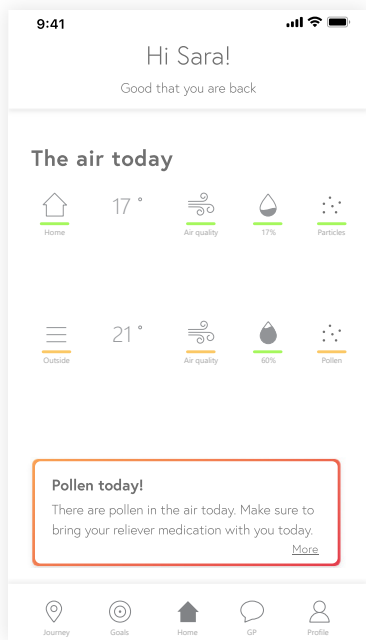 9:41
Hi Sara!
Good that you are back
The air today
17 °
Home Air quality 17% Particles
21 °
Outside Air quality 60% Pollen
Pollen today!
There are pollen in the air today. Make sure to
bring your reliever medication with you today.
More
Journey Goals Home GP Profile